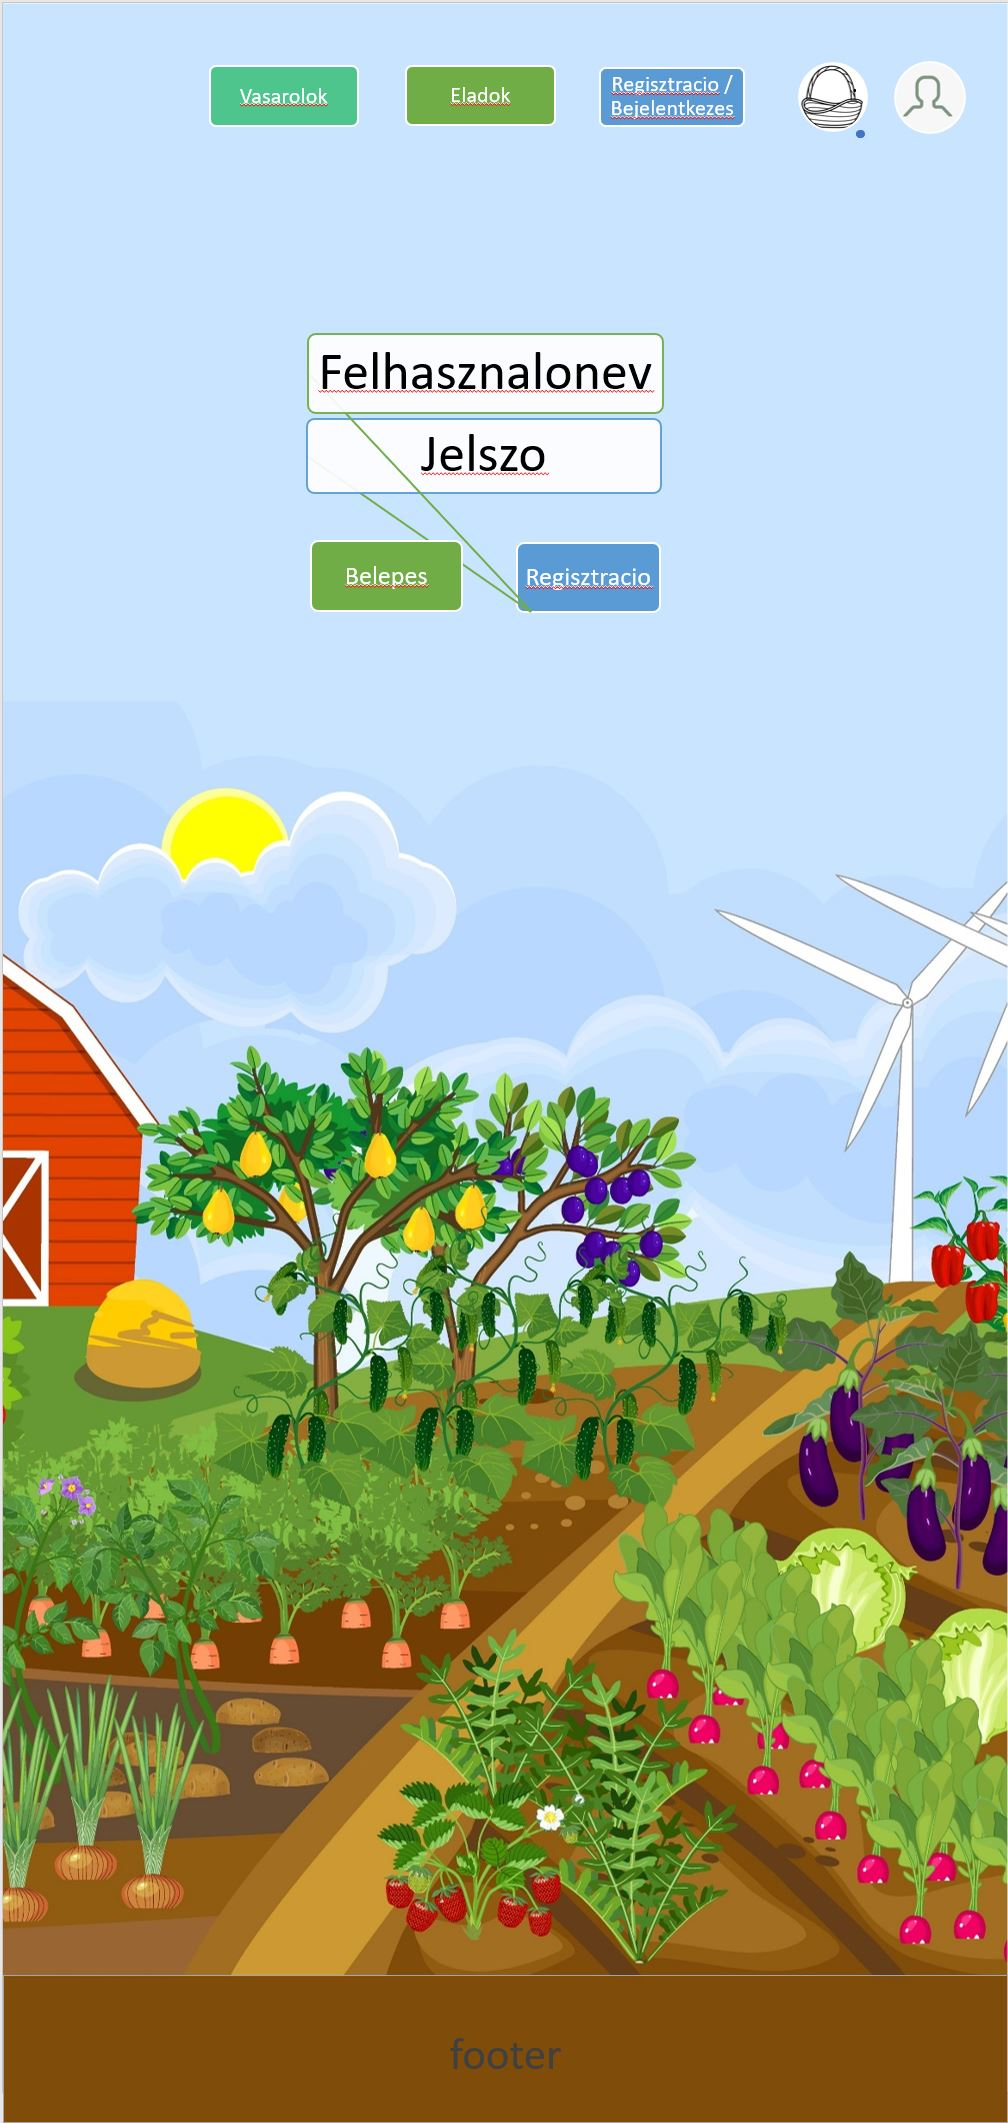 Vasarolok
Eladok
Regisztracio /
Bejelentkezes
Felhasznalonev
Jelszo
Belepes
Regisztracio
footer